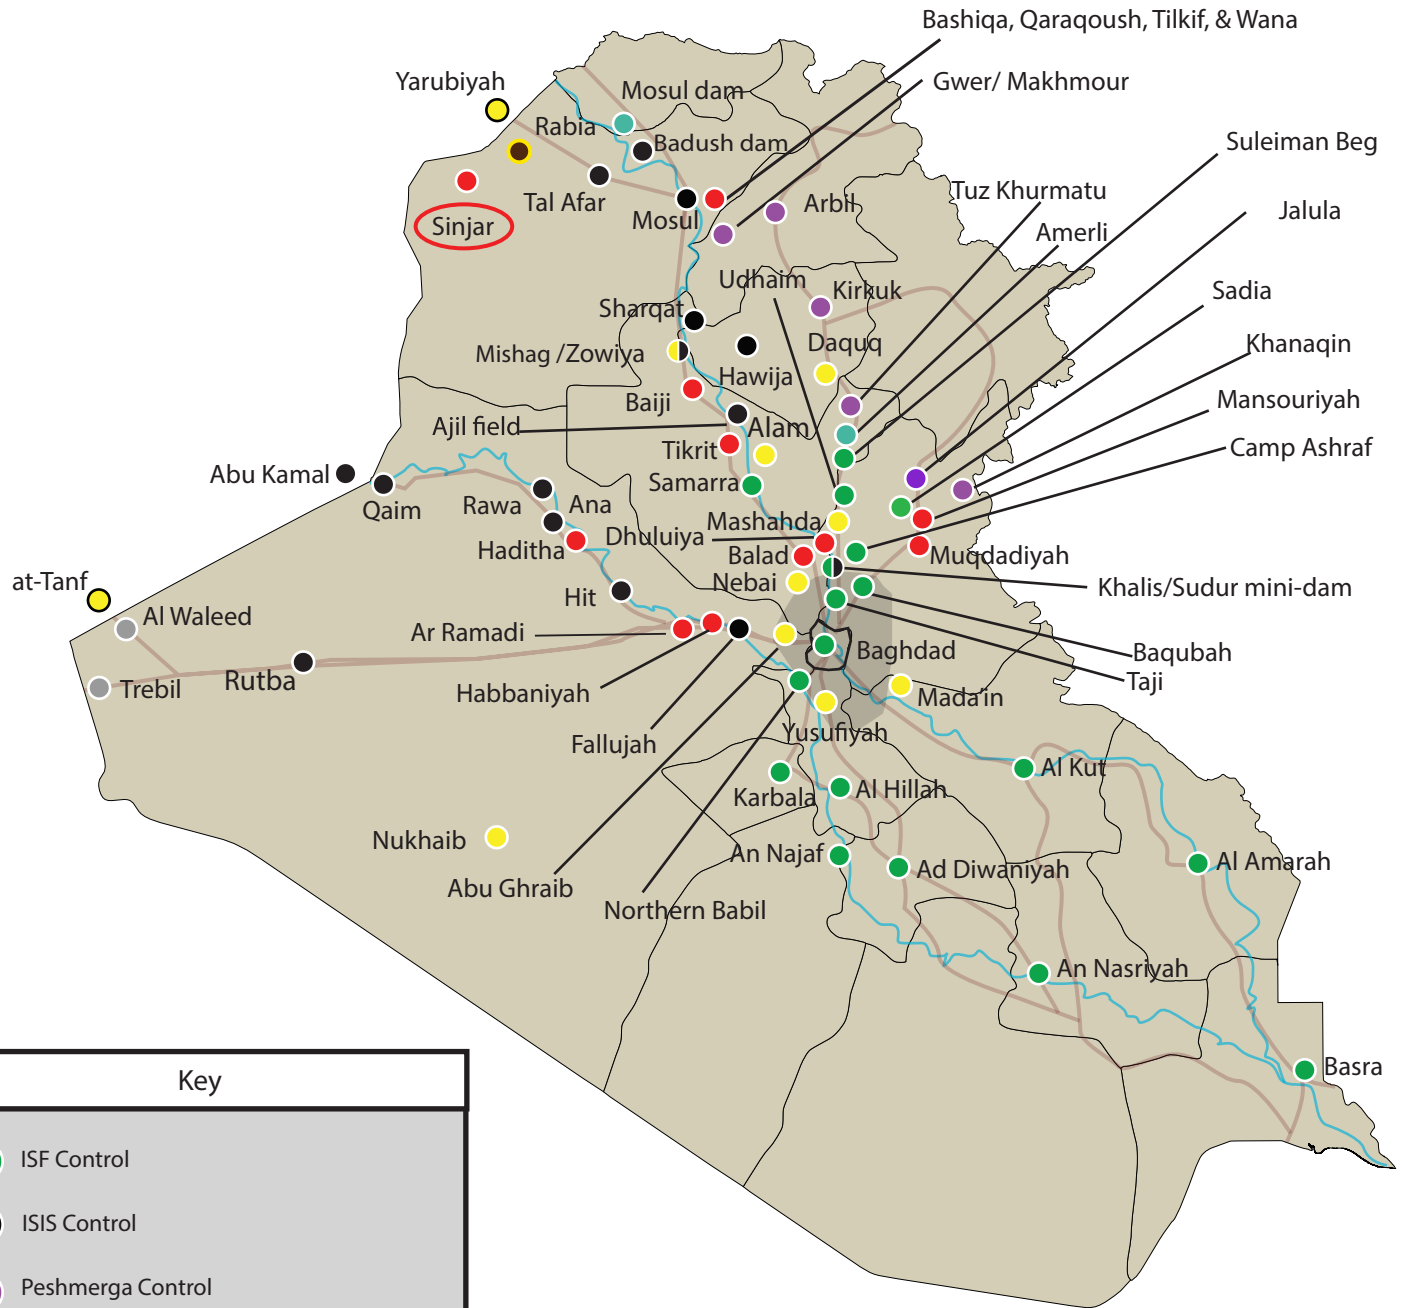 Bashiqa, Qaraqoush, Tilkif, & Wana
Yarubiyah
Mosul dam
Gwer/ Makhmour
Rabia
Badush dam
Suleiman Beg
Tal Afar
Mosul
Arbil
Tuz Khurmatu
Jalula
Sinjar
Amerli
Udhaim
Kirkuk
Sadia
Sharqat
Daquq
Khanaqin
Mishag /Zowiya
Hawija
Baiji
Mansouriyah
Ajil field
Alam
Tikrit
Camp Ashraf
Abu Kamal
Samarra
Qaim
Rawa
Ana
Mashahda
Dhuluiya
Haditha
Balad
Muqdadiyah
at-Tanf
Nebai
Khalis/Sudur mini-dam
Hit
Al Waleed
Ar Ramadi
Baghdad
Baqubah
Trebil
Rutba
Habbaniyah
Taji
Mada'in
Fallujah
Yusufiyah
Al Kut
Karbala
Al Hillah
Nukhaib
An Najaf
Al Amarah
Abu Ghraib
Ad Diwaniyah
Northern Babil
An Nasriyah
Basra
Key
ISF Control
ISIS Control
Peshmerga Control